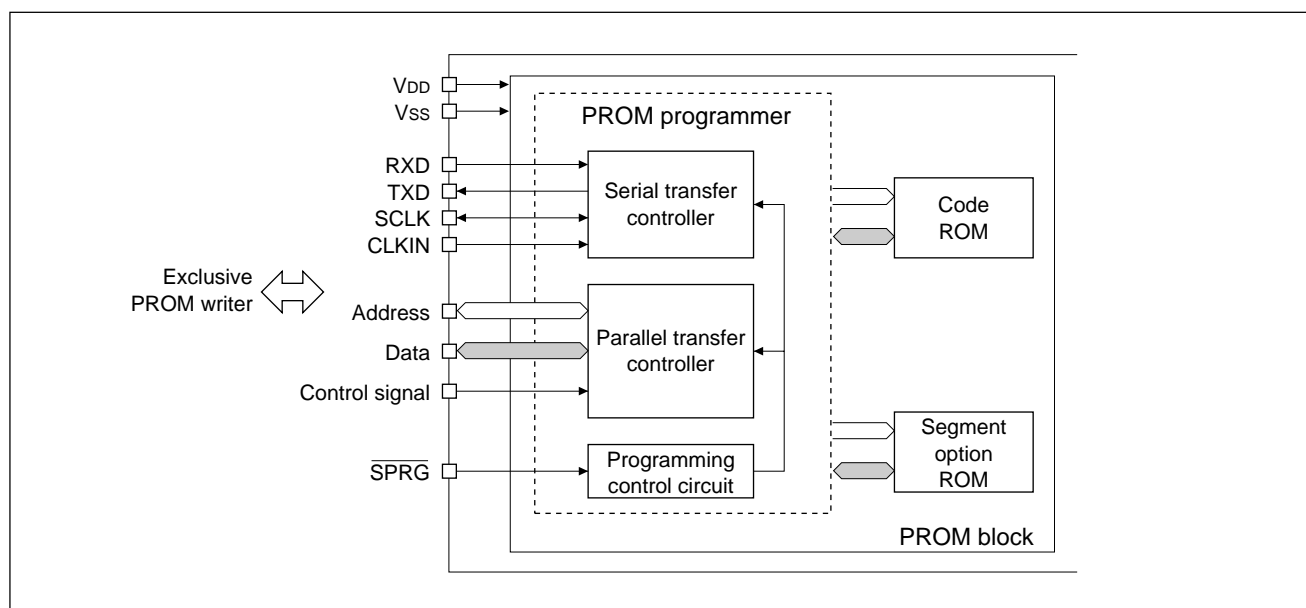 VDD
VSS
PROM programmer
RXD
TXD
SCLK
CLKIN
Serial transfer
controller
Code
ROM
Exclusive
PROM writer
Address
Data
Control signal
Parallel transfer
controller
SPRG
Programming
control circuit
Segment
option
ROM
PROM block